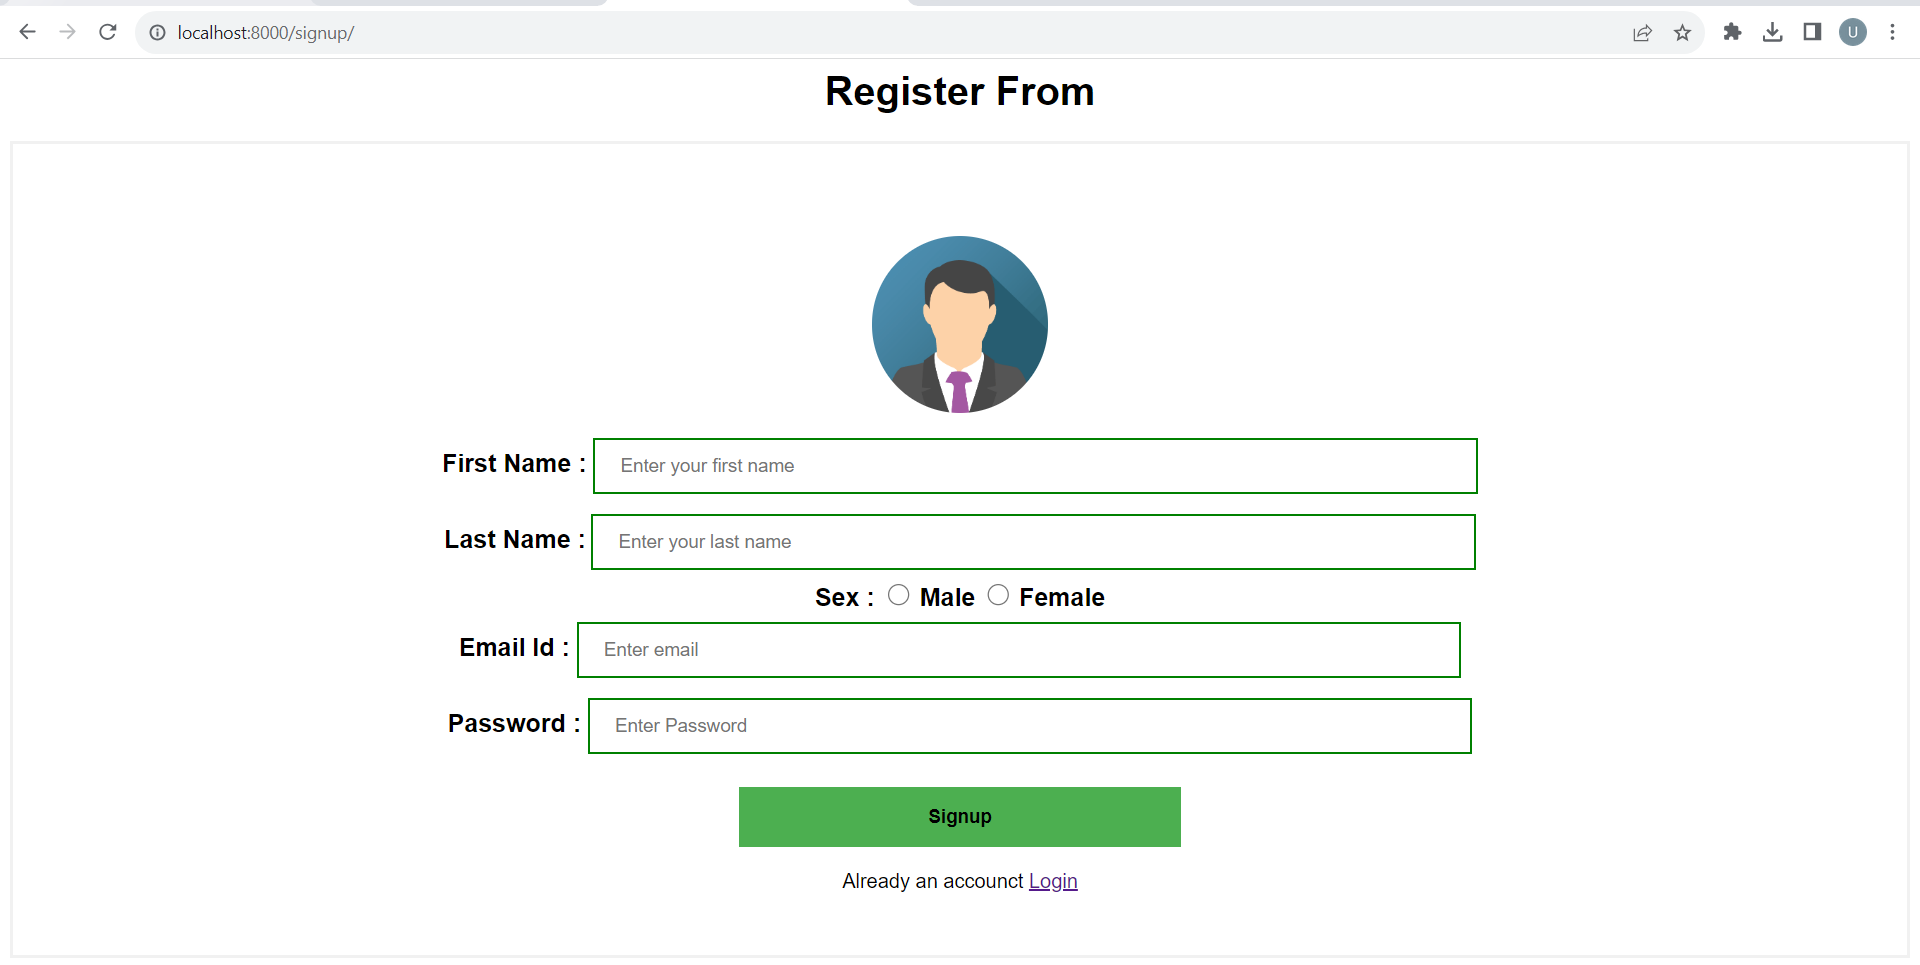 localhost:8000/signup/
U
Register From
First Name : Enter your first name
Last Name : Enter your last name
Sex : Male Female
Email Id : Enter email
Password : Enter Password
Signup
Already an accounct Login